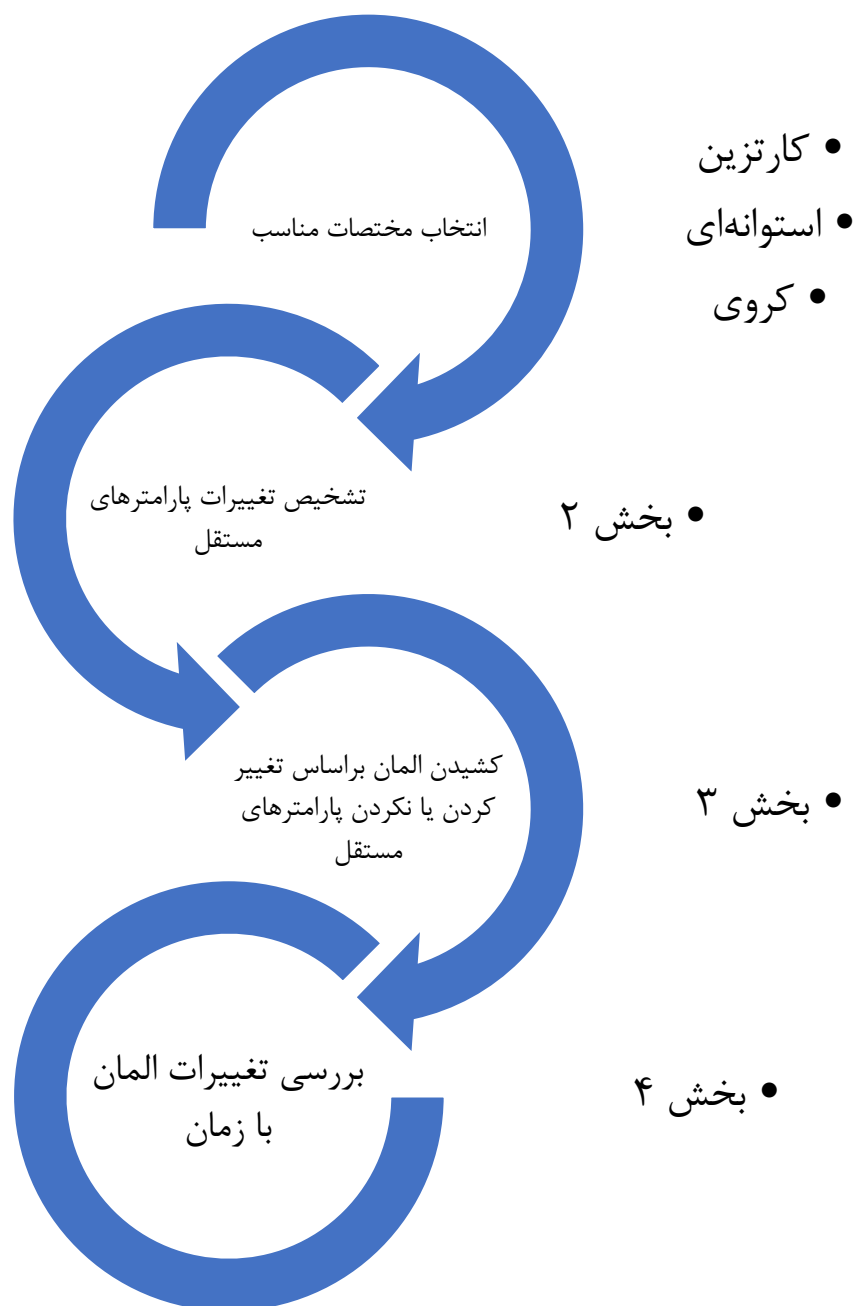 انتخاب مختصات مناسب
• کارتزین
• استوانه‌ای
• کروی
تشخیص تغییرات پارامترهای
مستقل
• بخش ۲
کشیدن المان براساس تغییر
کردن یا نکردن پارامترهای
مستقل
• بخش ۳
بررسی تغییرات المان
با زمان
• بخش ۴